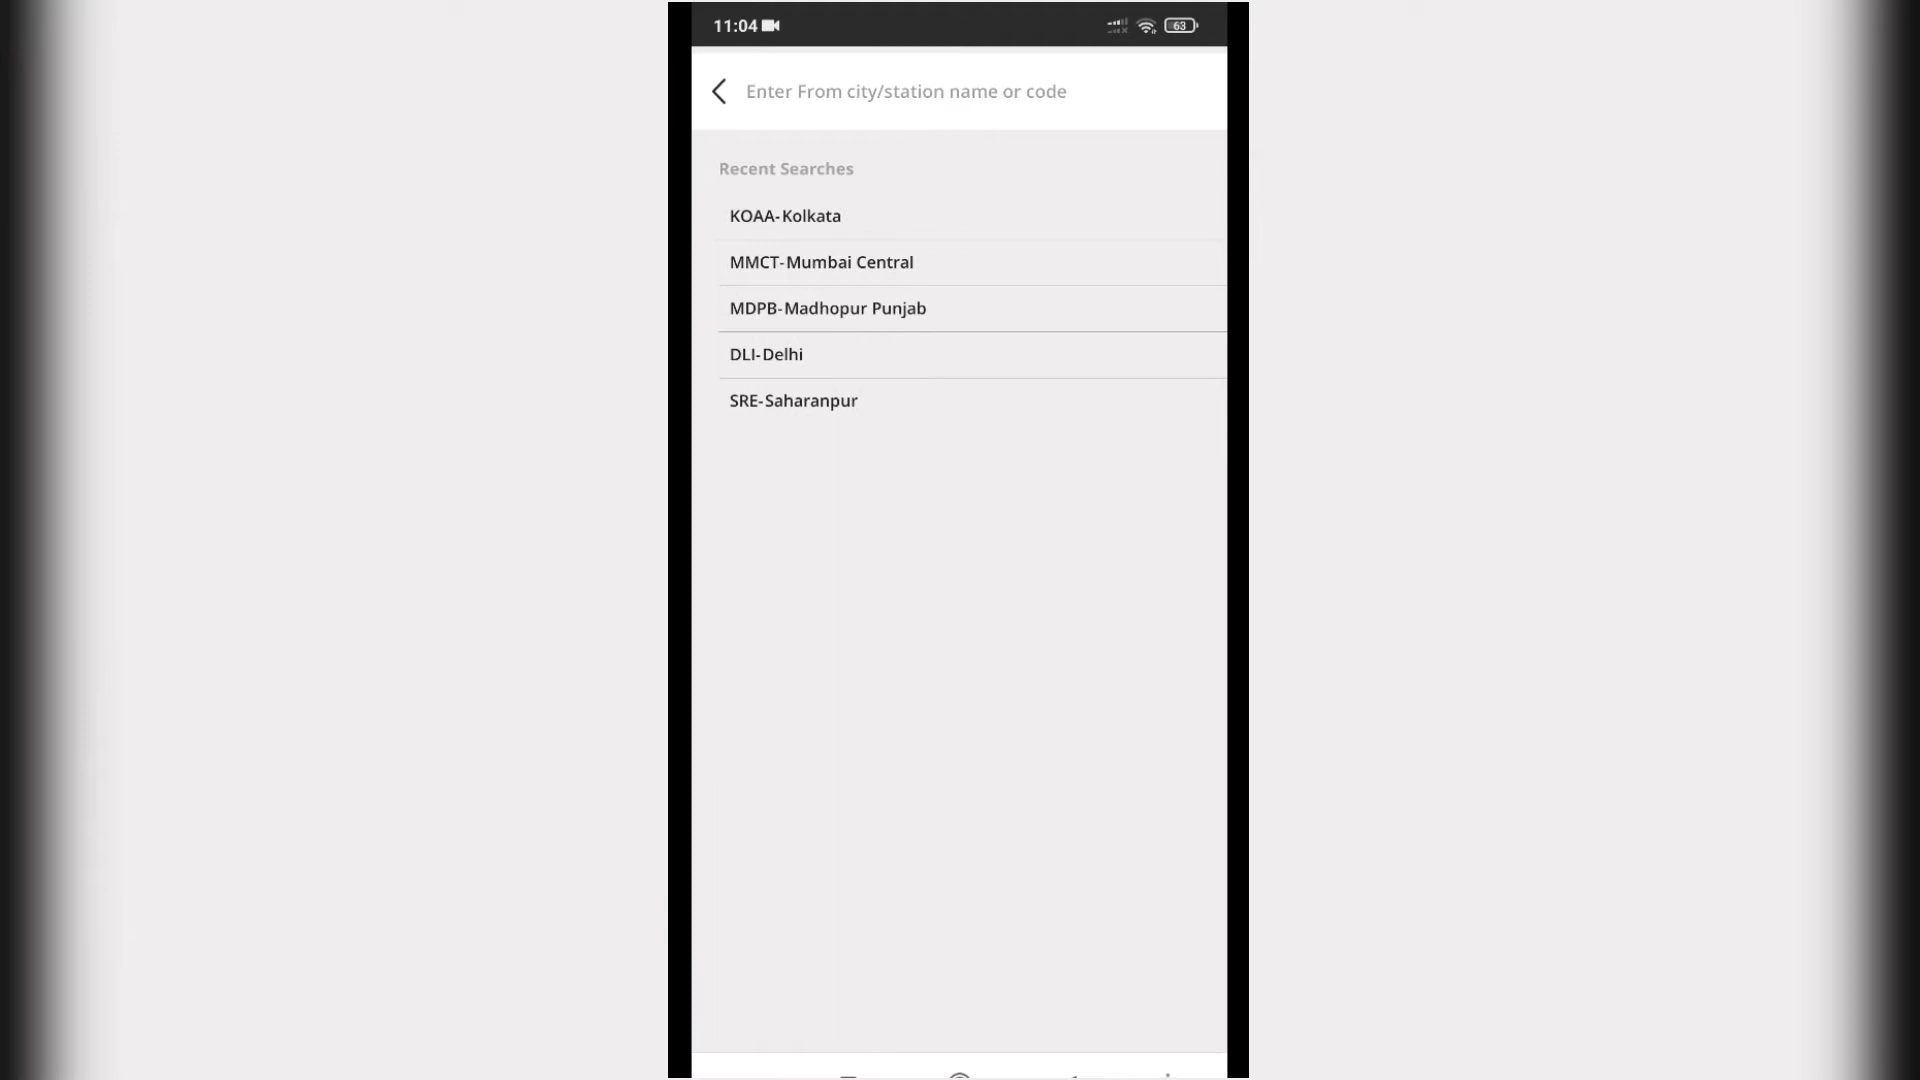 11:04
63
Enter From city/station name or code
Recent Searches
KOAA-Kolkata
MMCT-Mumbai Central
MDPB-Madhopur Punjab
DLI-Delhi
SRE-Saharanpur